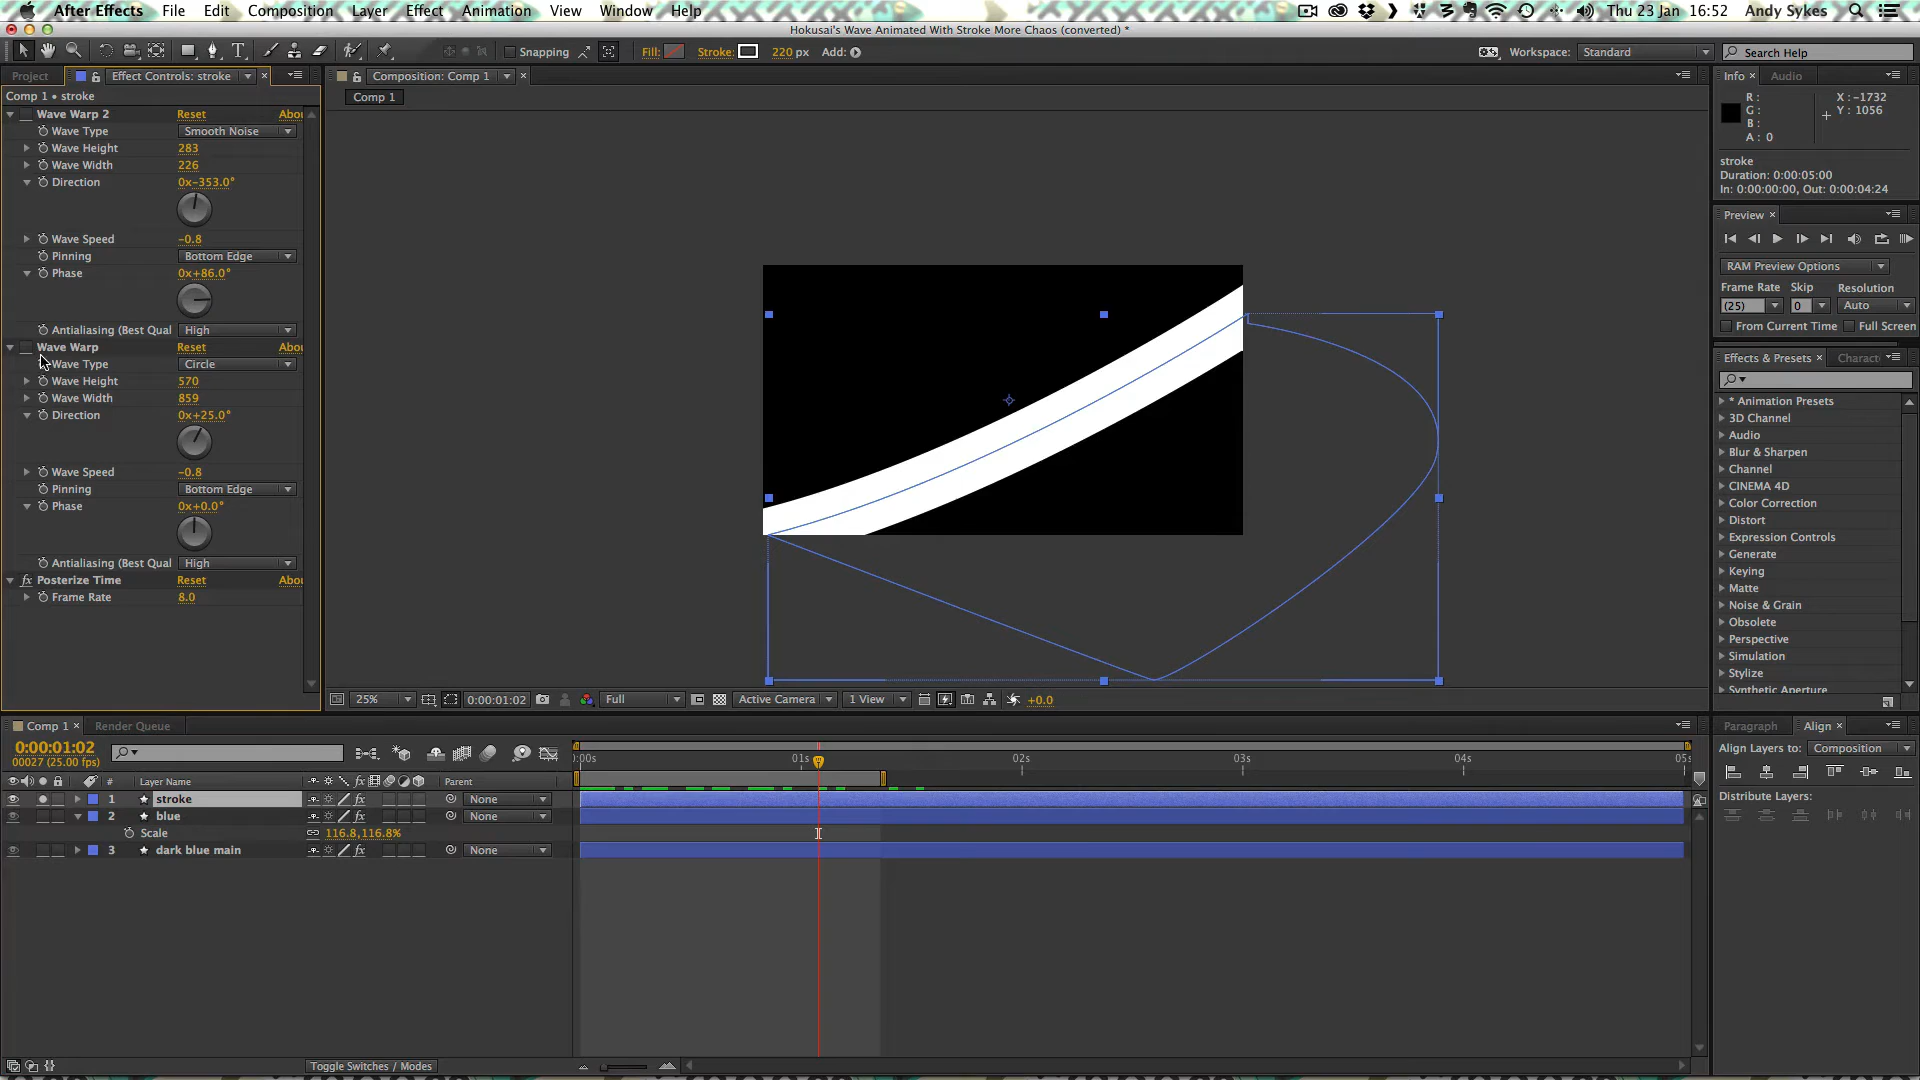 After Effects File Edit Composition Layer Effect Animation View Window Help Thu 23 Jan 16:52 Andy Sykes
Hokusai's Wave Animated With Stroke More Chaos (converted) *
Snapping Fill: Stroke: 220 px Add: Workspace: Standard Search Help
Project Effect Controls: stroke Composition: Comp 1 Info Audio
Comp 1 • stroke Comp 1
Wave Warp 2 Reset Abou
Wave Type Smooth Noise
Wave Height 283
Wave Width 226
Direction 0x-353.0°
Wave Speed -0.8
Pinning Bottom Edge
Phase 0x+86.0°
Antialiasing (Best Qual High
Wave Warp Reset Abou
Wave Type Circle
Wave Height 570
Wave Width 859
Direction 0x+25.0°
Wave Speed -0.8
Pinning Bottom Edge
Phase 0x+0.0°
Antialiasing (Best Qual High
fx Posterize Time Reset Abou
Frame Rate 8.0
25% 0:00:01:02 Full Active Camera 1 View +0.0
R: X: -1732
G: Y: 1056
B:
A: 0
stroke
Duration: 0:00:05:00
In: 0:00:00:00, Out: 0:00:04:24
Preview
RAM Preview Options
Frame Rate Skip Resolution
(25) 0 Auto
From Current Time Full Screen
Effects & Presets Charact
* Animation Presets
3D Channel
Audio
Blur & Sharpen
Channel
CINEMA 4D
Color Correction
Distort
Expression Controls
Generate
Keying
Matte
Noise & Grain
Obsolete
Perspective
Simulation
Stylize
Synthetic Aperture
Paragraph Align
Align Layers to: Composition
Distribute Layers:
Comp 1 Render Queue
0:00:01:02
00027 (25.00 fps)
):00s 01s 02s 03s 04s 05s
# Layer Name fx Parent
1 stroke fx None
2 blue fx None
Scale 116.8,116.8%
3 dark blue main fx None
Toggle Switches / Modes